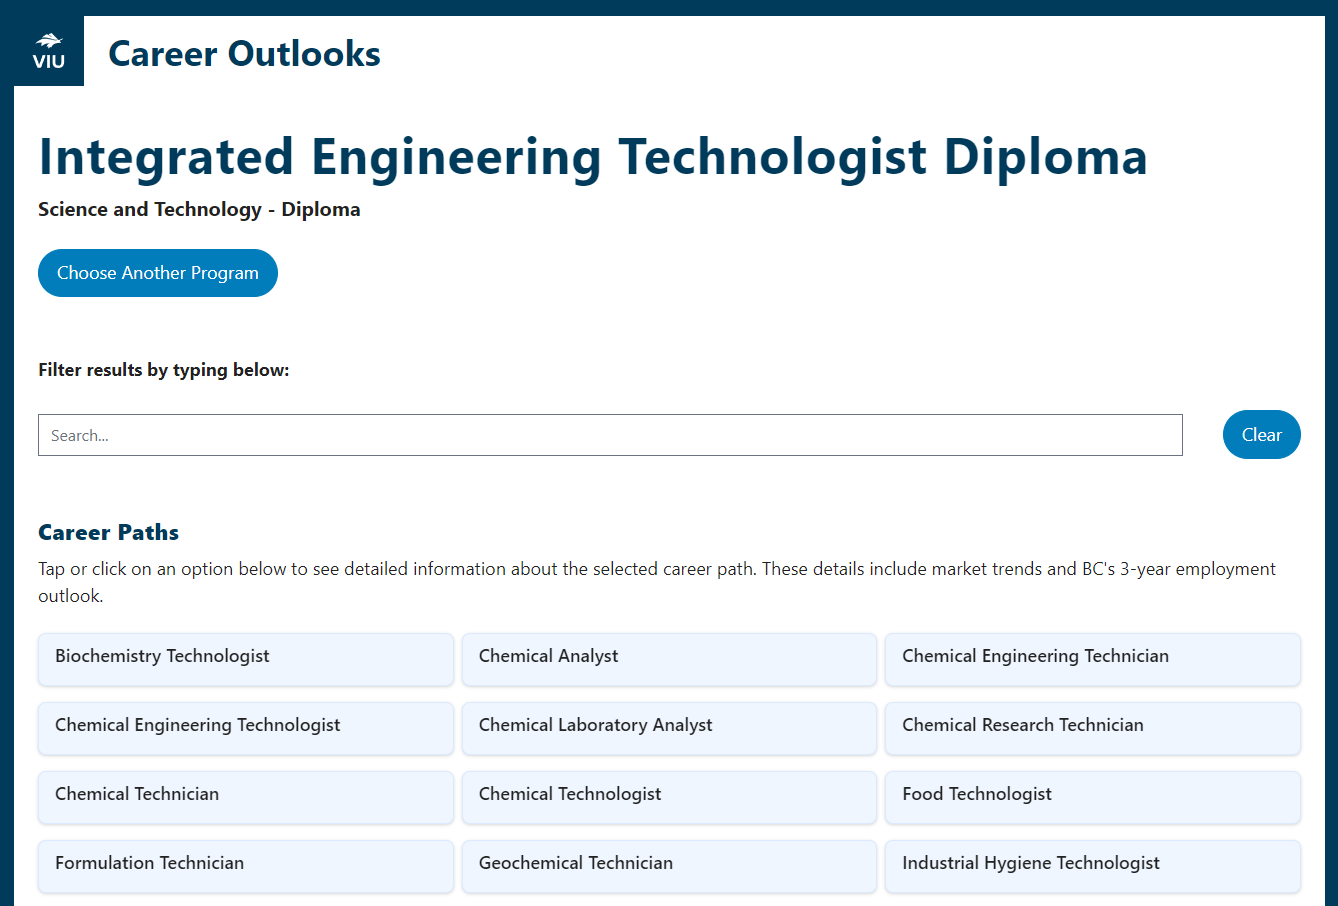 VIU
Career Outlooks
Integrated Engineering Technologist Diploma
Science and Technology - Diploma
Choose Another Program
Filter results by typing below:
Search...
Clear
Career Paths
Tap or click on an option below to see detailed information about the selected career path. These details include market trends and BC's 3-year employment
outlook.
Biochemistry Technologist
Chemical Analyst
Chemical Engineering Technician
Chemical Engineering Technologist
Chemical Laboratory Analyst
Chemical Research Technician
Chemical Technician
Chemical Technologist
Food Technologist
Formulation Technician
Geochemical Technician
Industrial Hygiene Technologist